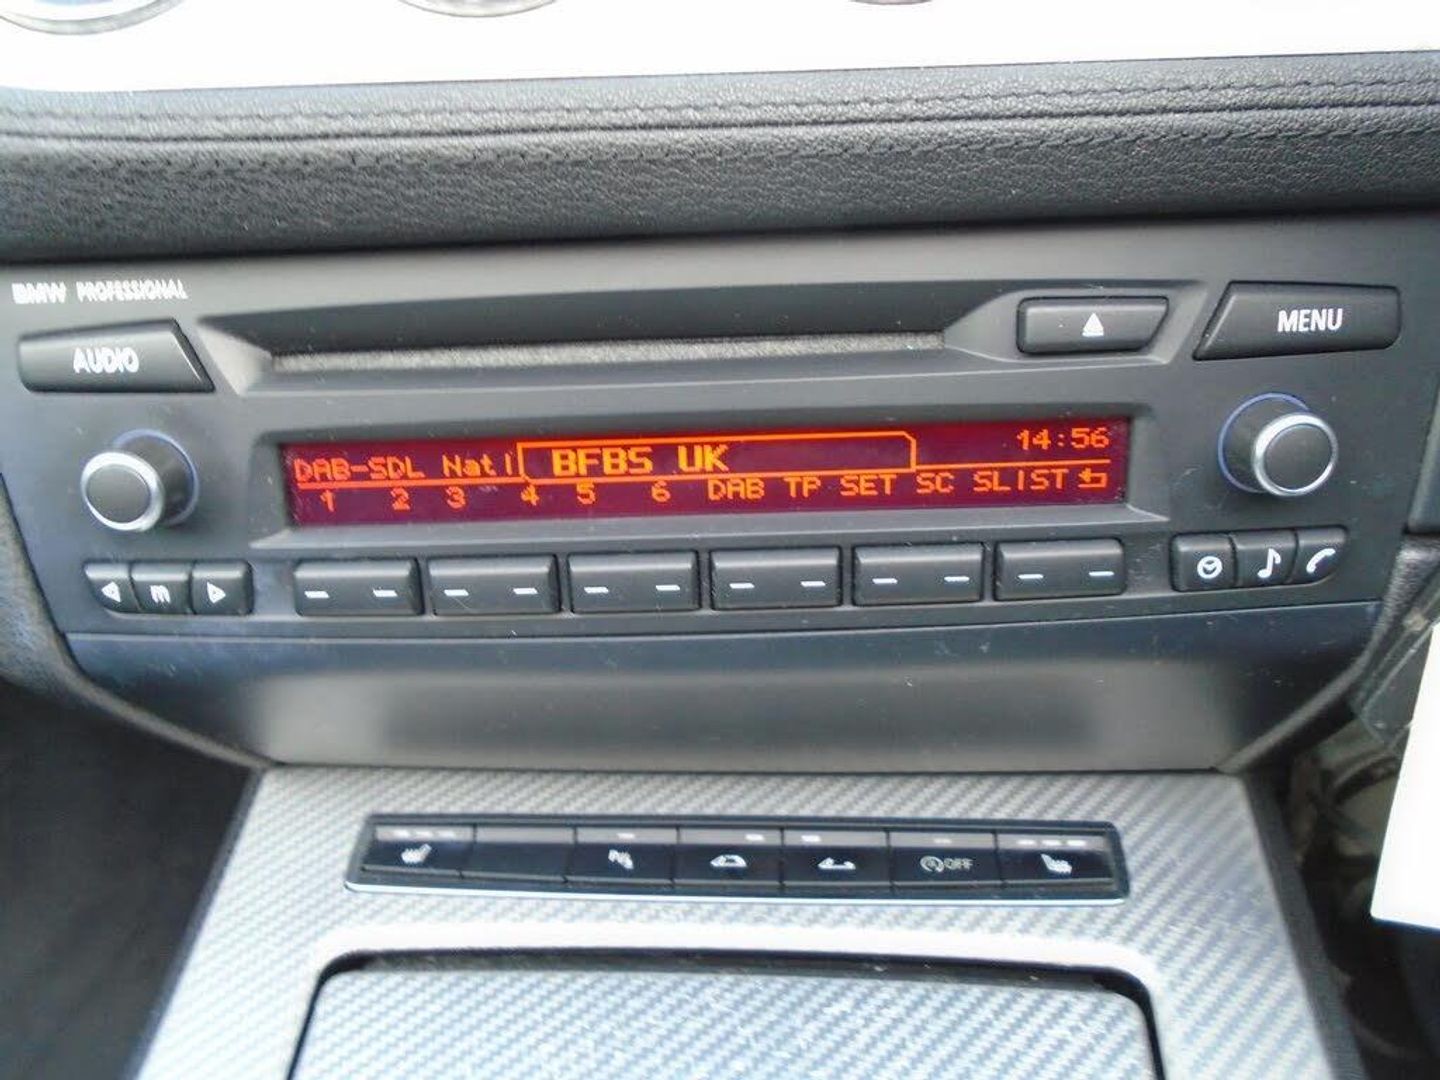 BMW PROFESSIONAL
AUDIO
MENU
DAB-SDL Natl BFBS UK 14:56
1 2 3 4 5 6 DAB TP SET SC SLIST
m
OFF